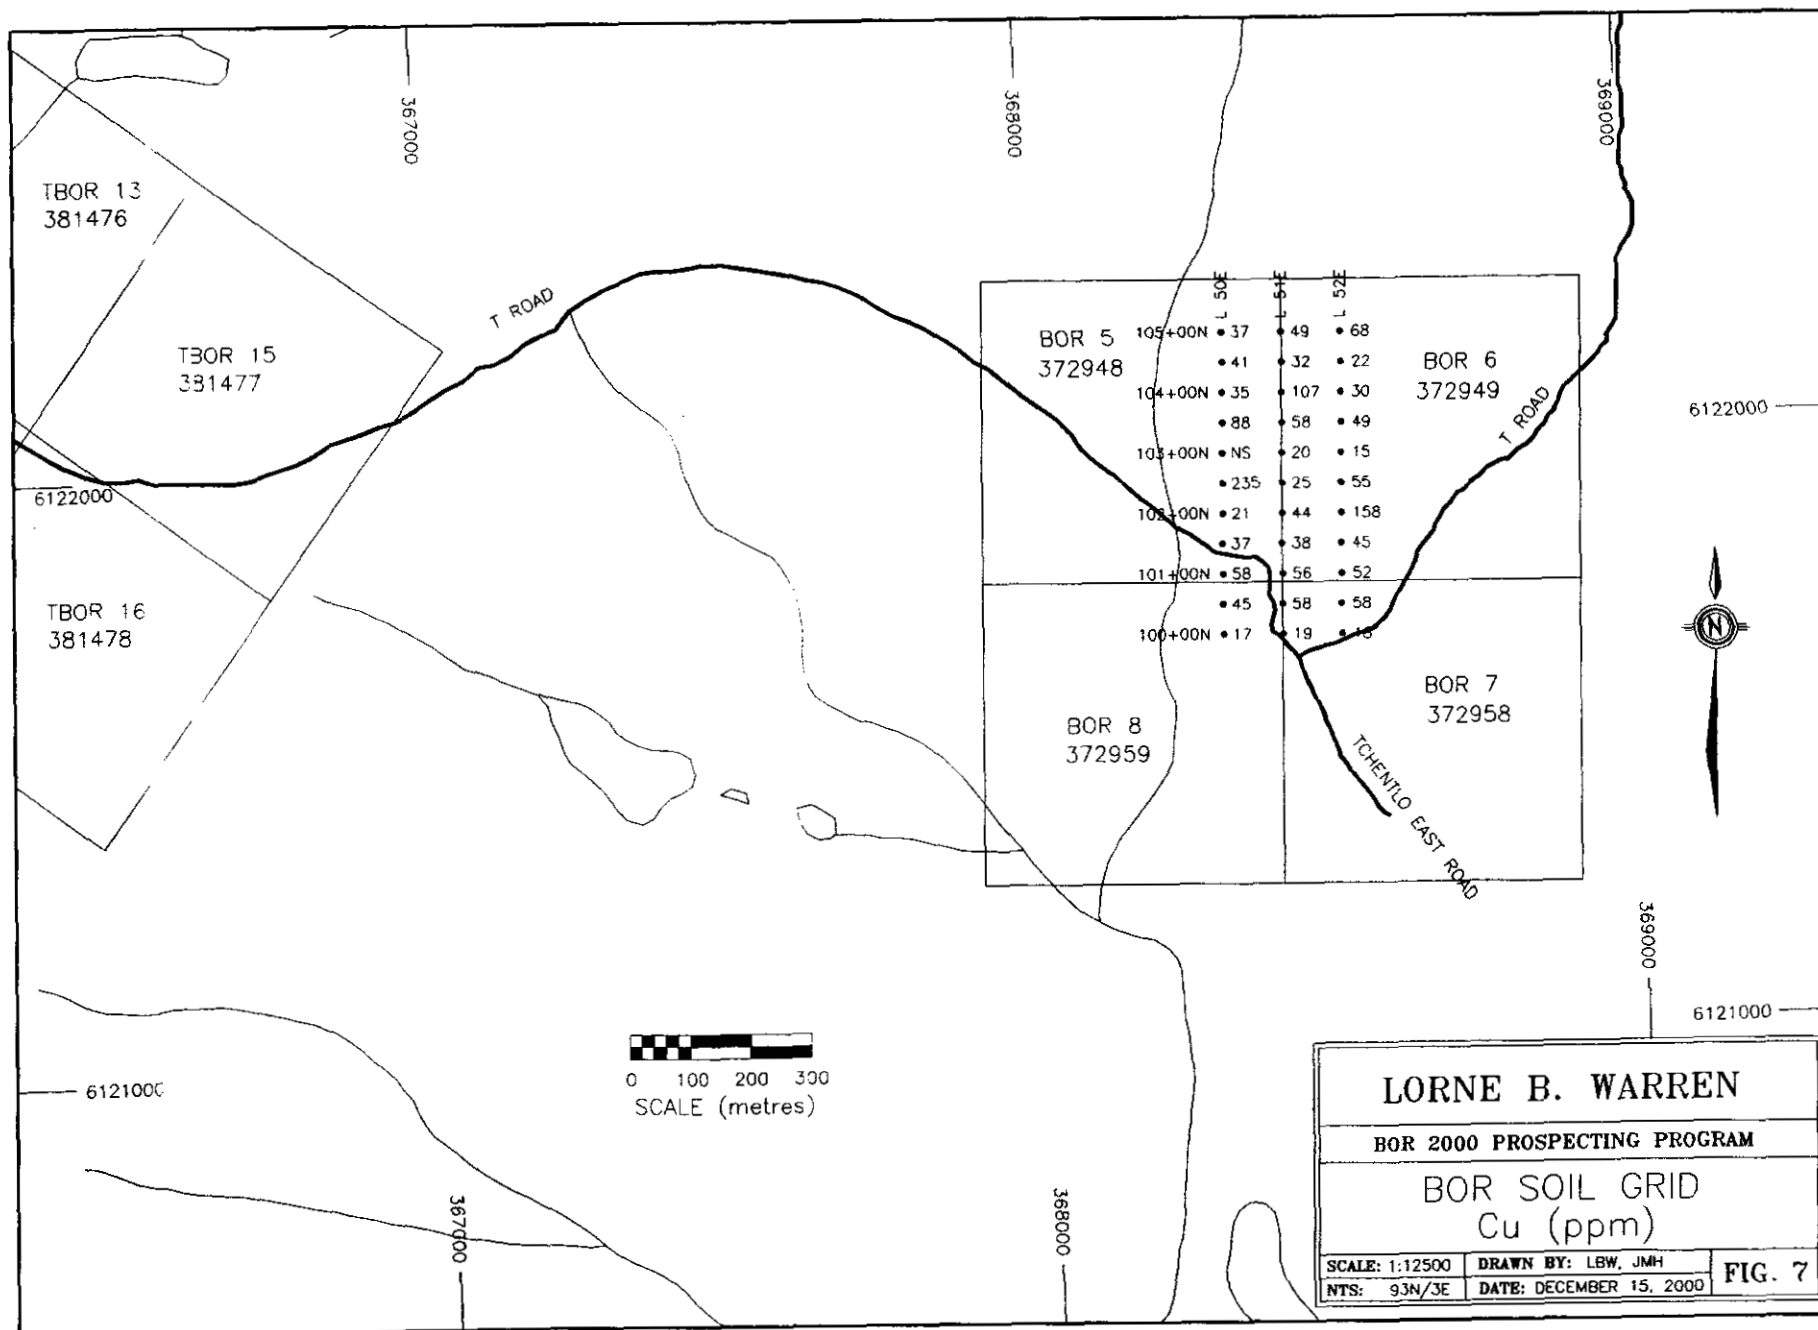 367000
368000
369000
TBOR 13
381476
T ROAD
TBOR 15
381477
6122000
TBOR 16
381478
L 50E
L 51E
L 52E
BOR 5
372948
BOR 6
372949
105+00N 37 49 68
41 32 22
104+00N 35 107 30
88 58 49
103+00N NS 20 15
235 25 55
102+00N 21 44 158
37 38 45
101+00N 58 56 52
45 58 58
100+00N 17 19
T ROAD
6122000
N
BOR 8
372959
BOR 7
372958
TCHENTLO EAST ROAD
369000
6121000
6121000
0 100 200 300
SCALE (metres)
367000
368000
LORNE B. WARREN
BOR 2000 PROSPECTING PROGRAM
BOR SOIL GRID
Cu (ppm)
SCALE: 1:12500 DRAWN BY: LBW, JMH
NTS: 93N/3E DATE: DECEMBER 15, 2000
FIG. 7